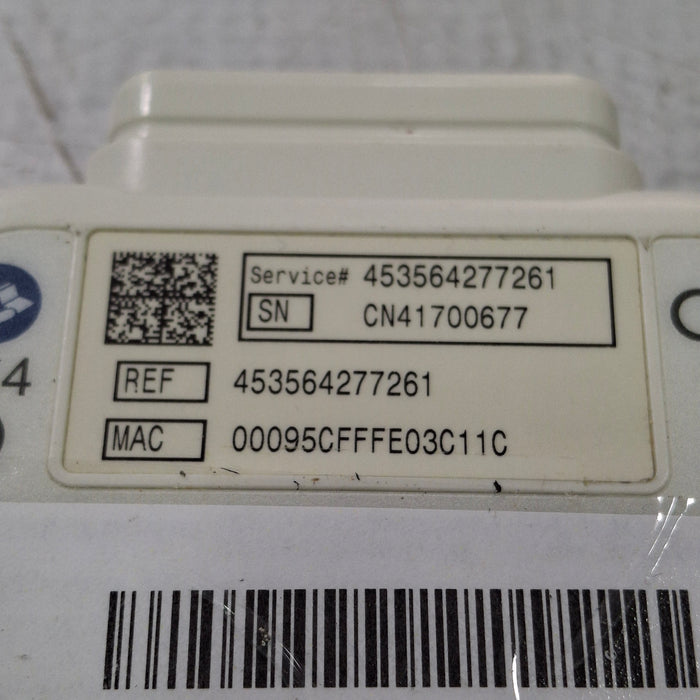 Service# 453564277261
SN CN41700677
REF 453564277261
MAC 00095CFFFE03C11C